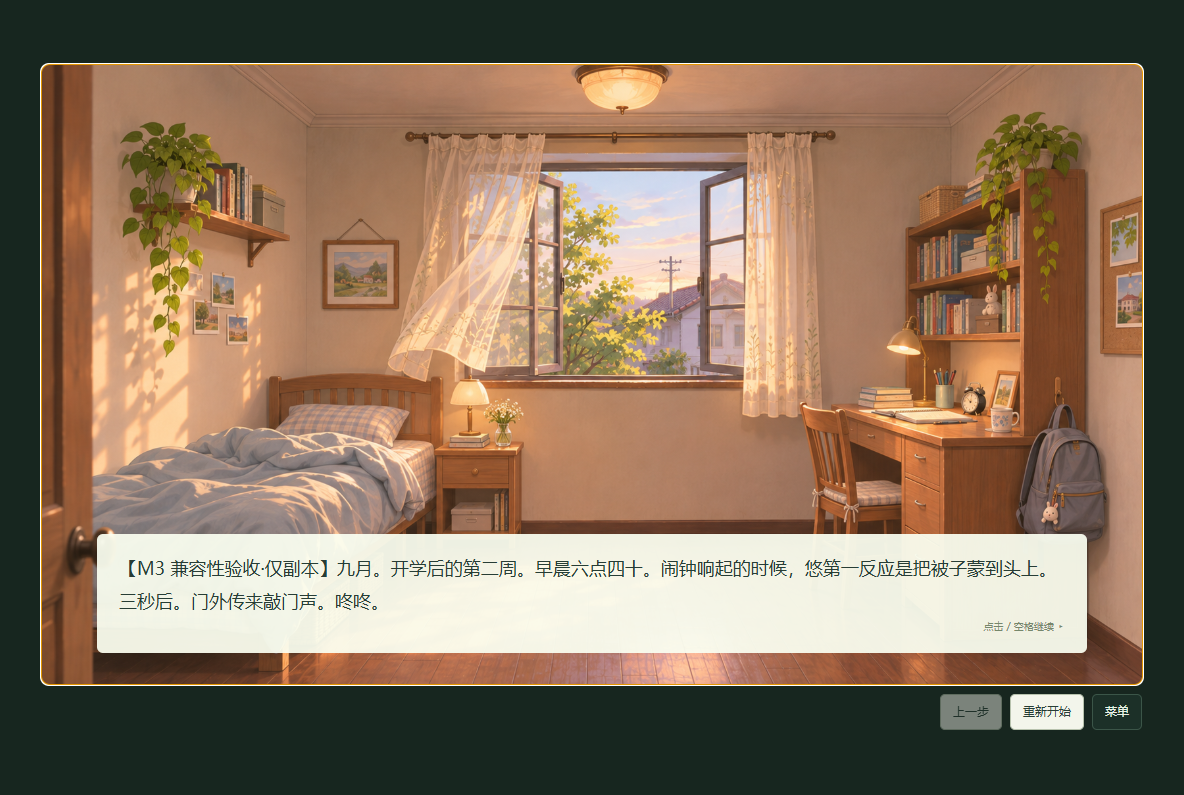 【M3 兼容性验收·仅副本】九月。开学后的第二周。早晨六点四十。闹钟响起的时候，悠第一反应是把被子蒙到头上。
三秒后。门外传来敲门声。咚咚。
点击 / 空格继续 ▸
上一步 重新开始 菜单